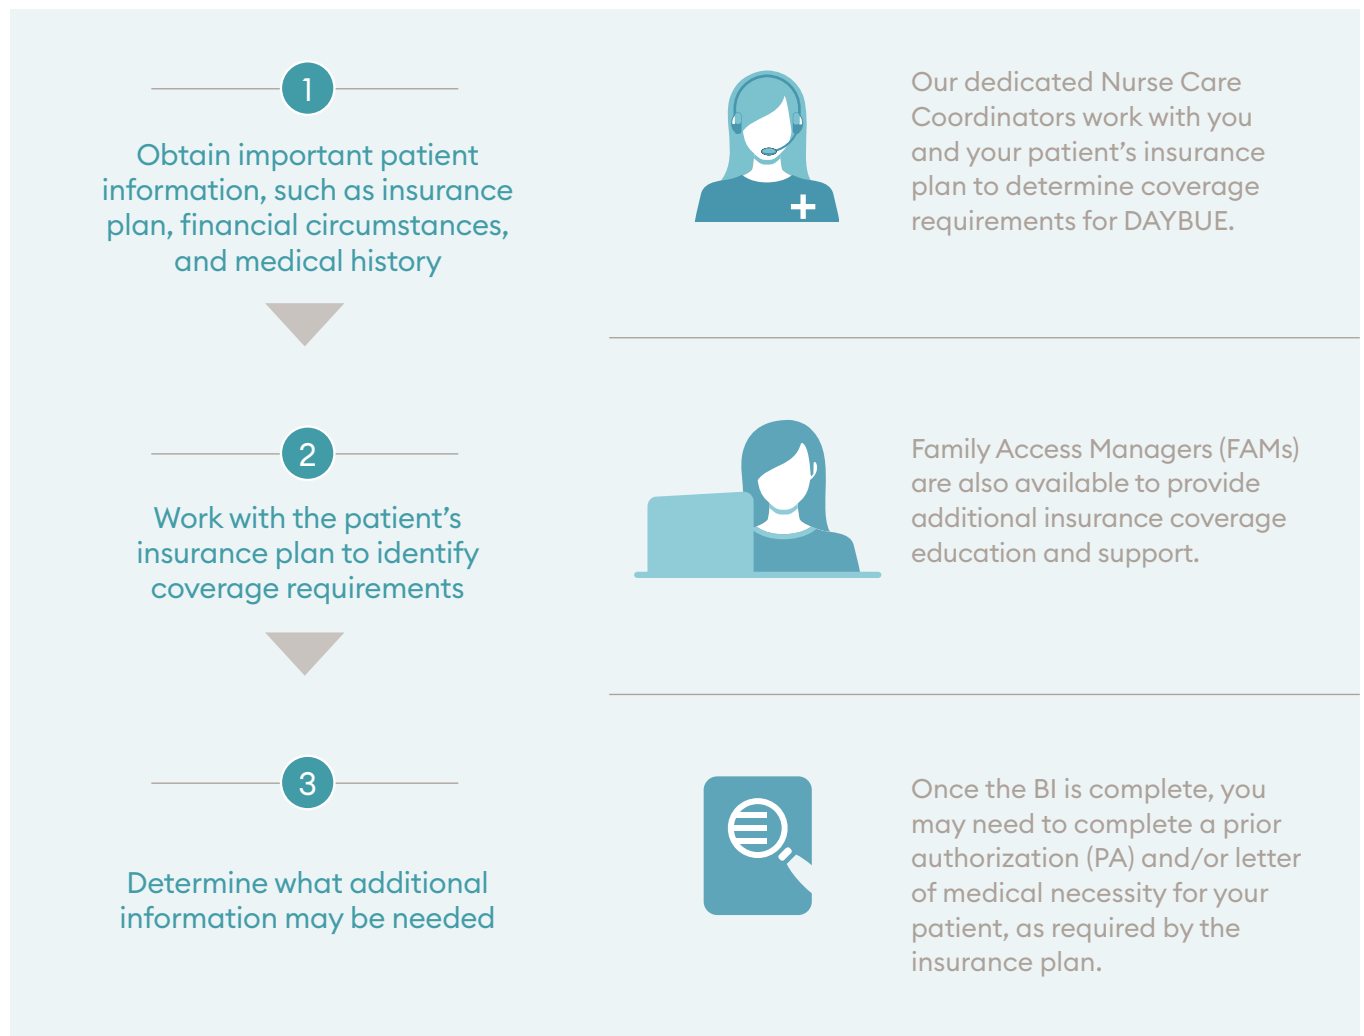 1
Obtain important patient
information, such as insurance
plan, financial circumstances,
and medical history
Our dedicated Nurse Care
Coordinators work with you
and your patient’s insurance
plan to determine coverage
requirements for DAYBUE.
2
Work with the patient’s
insurance plan to identify
coverage requirements
Family Access Managers (FAMs)
are also available to provide
additional insurance coverage
education and support.
3
Determine what additional
information may be needed
Once the BI is complete, you
may need to complete a prior
authorization (PA) and/or letter
of medical necessity for your
patient, as required by the
insurance plan.